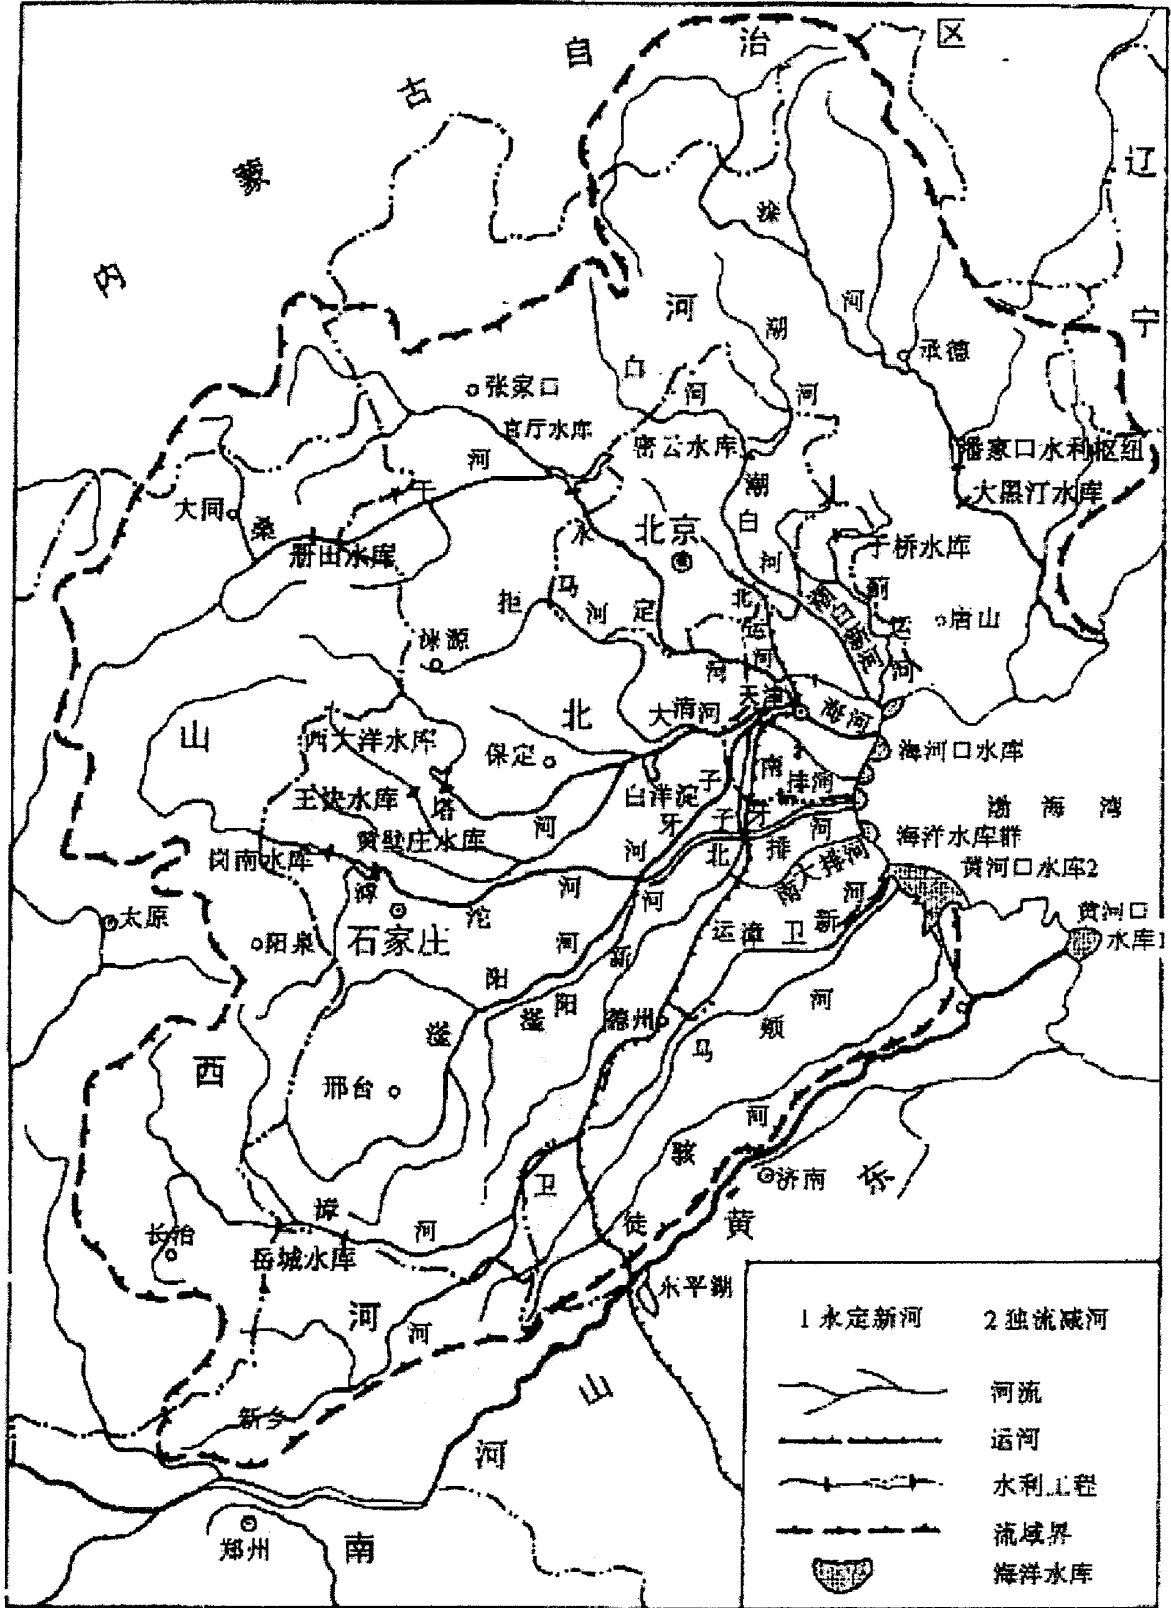 内蒙古自治区
辽宁
滦河
河
潮河
白河
承德
张家口
官厅水库
密云水库
潘家口水利枢纽
大黑汀水库
大同
桑干河
册田水库
永定河
北京
潮白河
于桥水库
拒马河
北运河
潮白新河
蓟运河
唐山
涞源
天津
海河
大清河
山西
北
西大洋水库
保定
海河口水库
王快水库
白洋淀
南排河
渤海湾
黄壁庄水库
子牙河
子牙
北排河
海洋水库群
岗南水库
南大排河
黄河口水库2
滹沱河
太原
阳泉
石家庄
运
漳卫新河
黄河口
水库1
滏阳河
滏阳新河
德州
马颊河
邢台
徒骇河
济南
山东
卫河
漳河
长治
岳城水库
黄河
东平湖
河南
新乡
郑州
1永定新河
2独流减河
河流
运河
水利工程
流域界
海洋水库